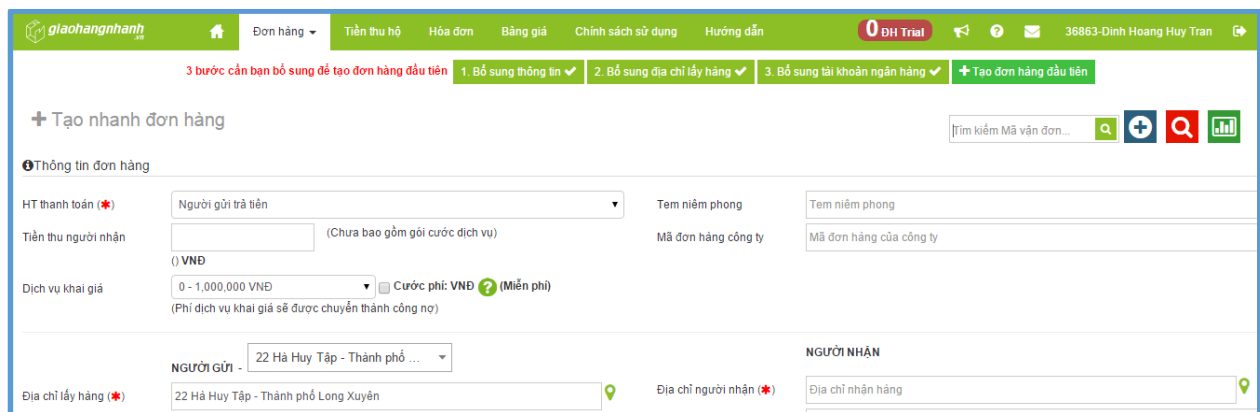 giaohangnhanh .vn Đơn hàng Tiền thu hộ Hóa đơn Bảng giá Chính sách sử dụng Hướng dẫn 0 ĐH Trial 36863-Dinh Hoang Huy Tran
3 bước cần bạn bổ sung để tạo đơn hàng đầu tiên 1. Bổ sung thông tin ✔ 2. Bổ sung địa chỉ lấy hàng ✔ 3. Bổ sung tài khoản ngân hàng ✔ + Tạo đơn hàng đầu tiên
+ Tạo nhanh đơn hàng Tìm kiếm Mã vận đơn...
Thông tin đơn hàng
HT thanh toán (*) Người gửi trả tiền Tem niêm phong Tem niêm phong
Tiền thu người nhận (Chưa bao gồm gói cước dịch vụ) Mã đơn hàng công ty Mã đơn hàng của công ty
() VNĐ
Dịch vụ khai giá 0 - 1,000,000 VNĐ Cước phí: VNĐ ? (Miễn phí)
(Phí dịch vụ khai giá sẽ được chuyển thành công nợ)
NGƯỜI GỬI - 22 Hà Huy Tập - Thành phố ... NGƯỜI NHẬN
Địa chỉ lấy hàng (*) 22 Hà Huy Tập - Thành phố Long Xuyên Địa chỉ người nhận (*) Địa chỉ nhận hàng